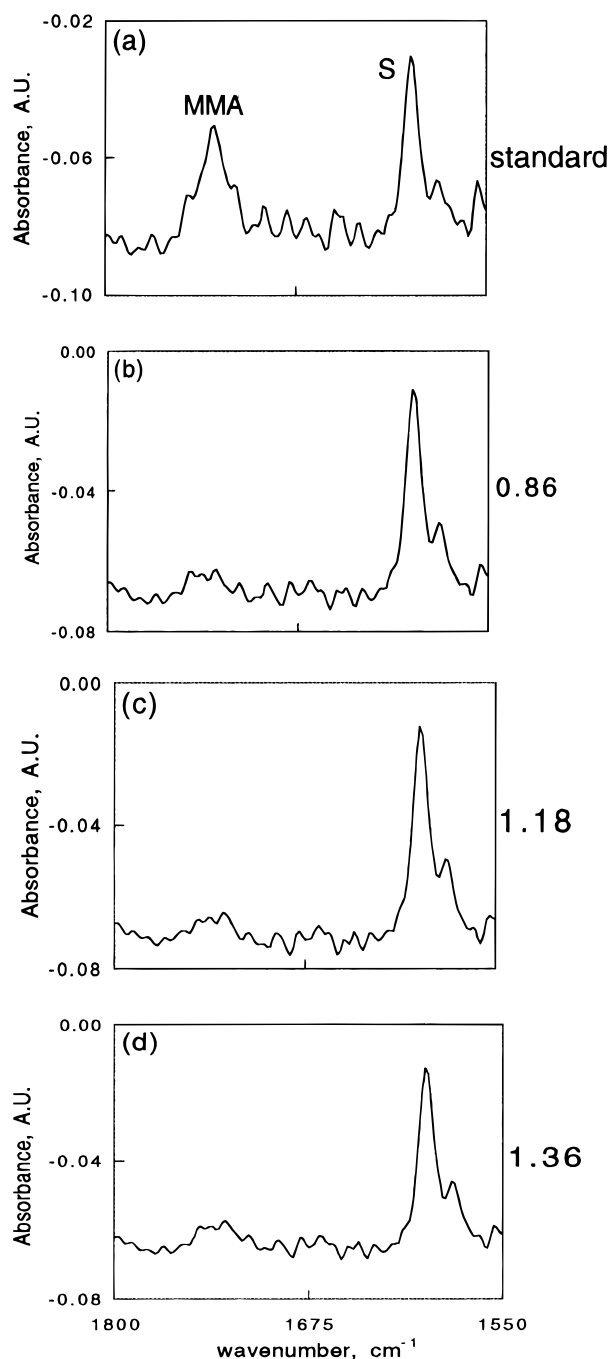 (a)
-0.02
MMA
S
Absorbance, A.U.
-0.06
standard
-0.10
0.00
(b)
Absorbance, A.U.
-0.04
0.86
-0.08
0.00
(c)
Absorbance, A.U.
-0.04
1.18
-0.08
0.00
(d)
Absorbance, A.U.
-0.04
1.36
-0.08
1800 1675 1550
wavenumber, cm⁻¹